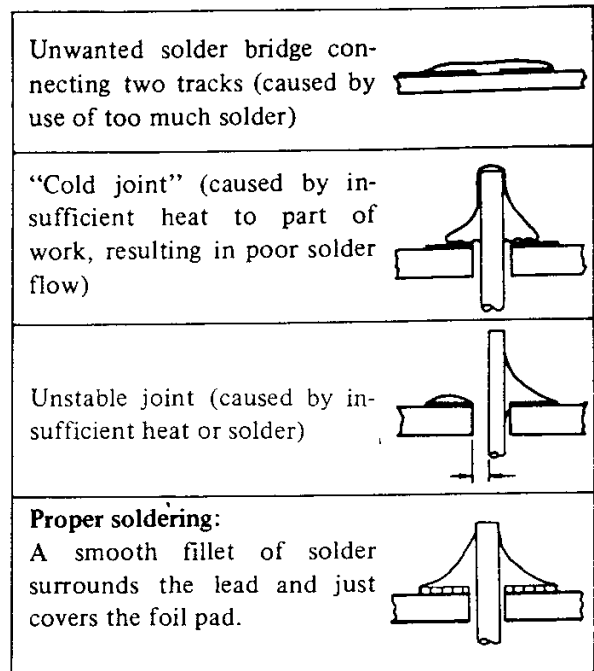 Unwanted solder bridge con-
necting two tracks (caused by
use of too much solder)
“Cold joint” (caused by in-
sufficient heat to part of
work, resulting in poor solder
flow)
Unstable joint (caused by in-
sufficient heat or solder)
Proper soldering:
A smooth fillet of solder
surrounds the lead and just
covers the foil pad.